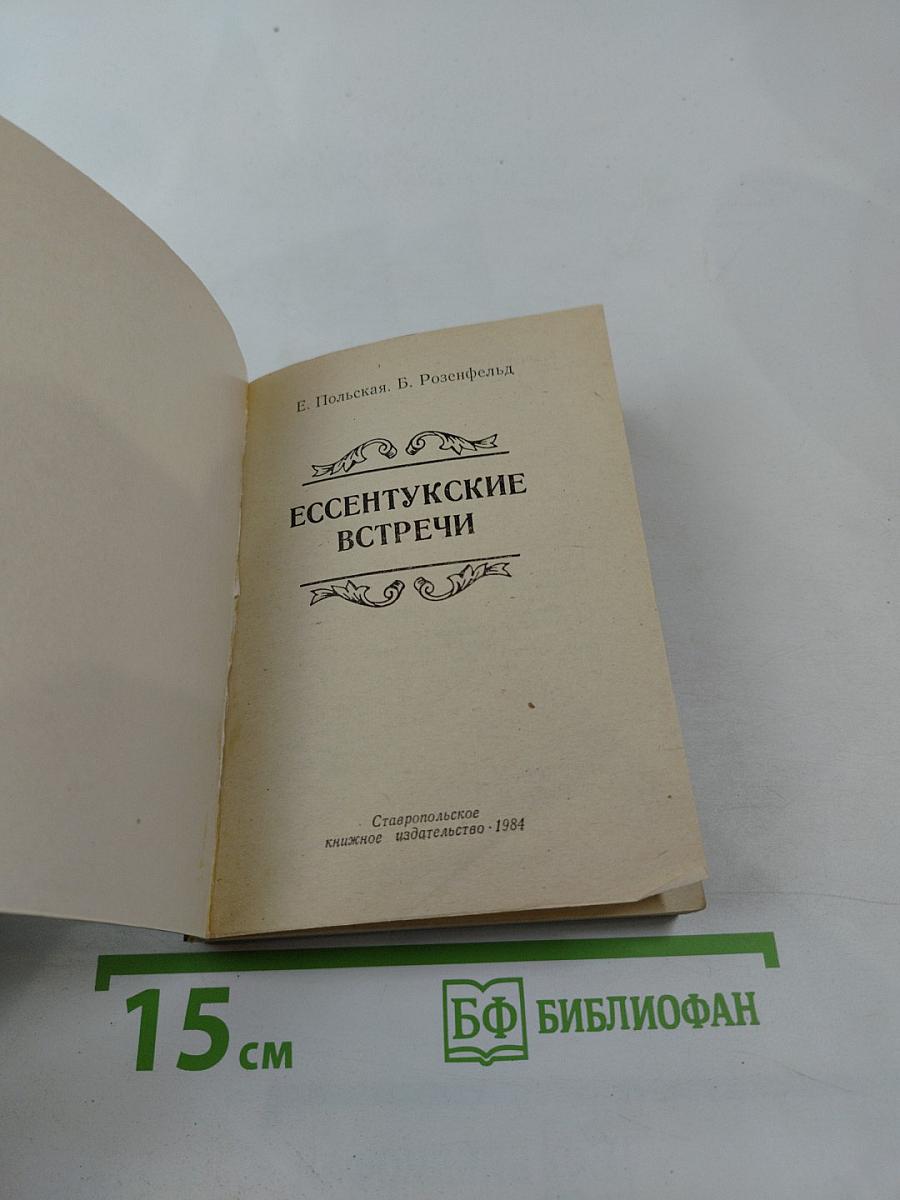 Е. Польская. Б. Розенфельд
ЕССЕНТУКСКИЕ
ВСТРЕЧИ
Ставропольское
книжное издательство · 1984
15 см
БФ БИБЛИОФАН